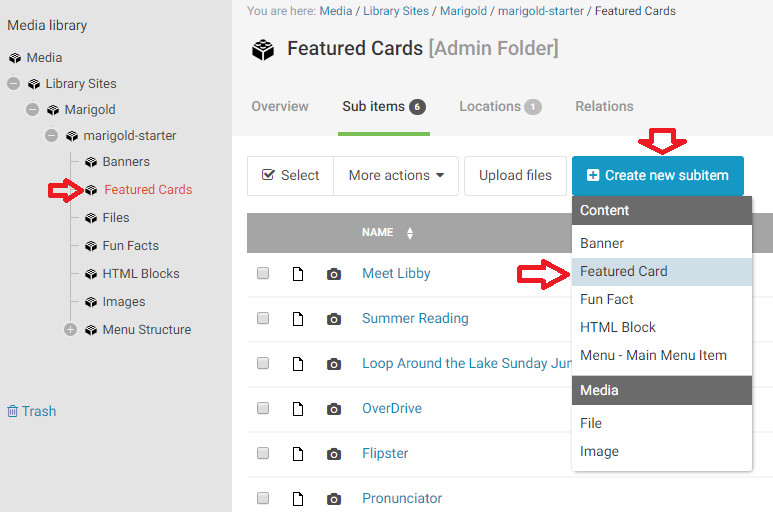 Media library
Media
Library Sites
Marigold
marigold-starter
Banners
Featured Cards
Files
Fun Facts
HTML Blocks
Images
Menu Structure
Trash
You are here: Media / Library Sites / Marigold / marigold-starter / Featured Cards
Featured Cards [Admin Folder]
Overview Sub items 6 Locations 1 Relations
Select More actions Upload files Create new subitem
NAME
Meet Libby
Summer Reading
Loop Around the Lake Sunday Jun
OverDrive
Flipster
Pronunciator
Content
Banner
Featured Card
Fun Fact
HTML Block
Menu - Main Menu Item
Media
File
Image